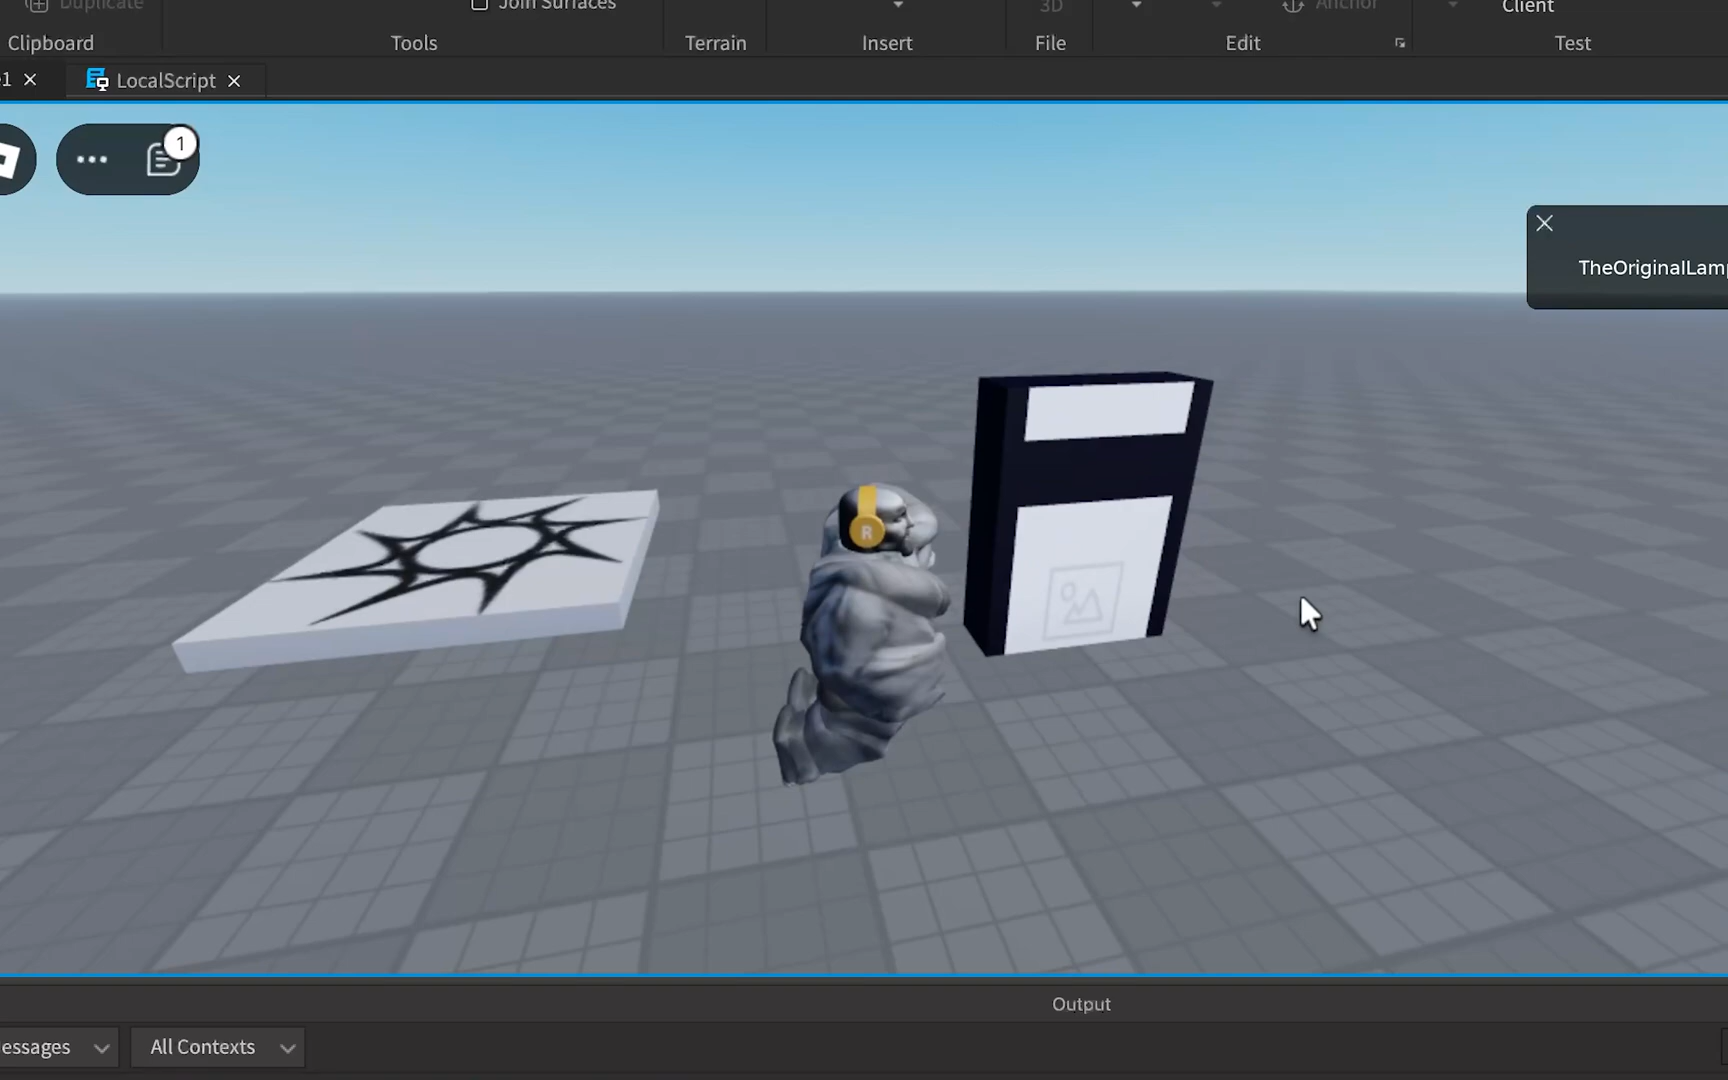 Duplicate
Join Surfaces
3D
Anchor
Client
Clipboard
Tools
Terrain
Insert
File
Edit
Test
LocalScript
1
TheOriginalLam
R
Output
All Contexts